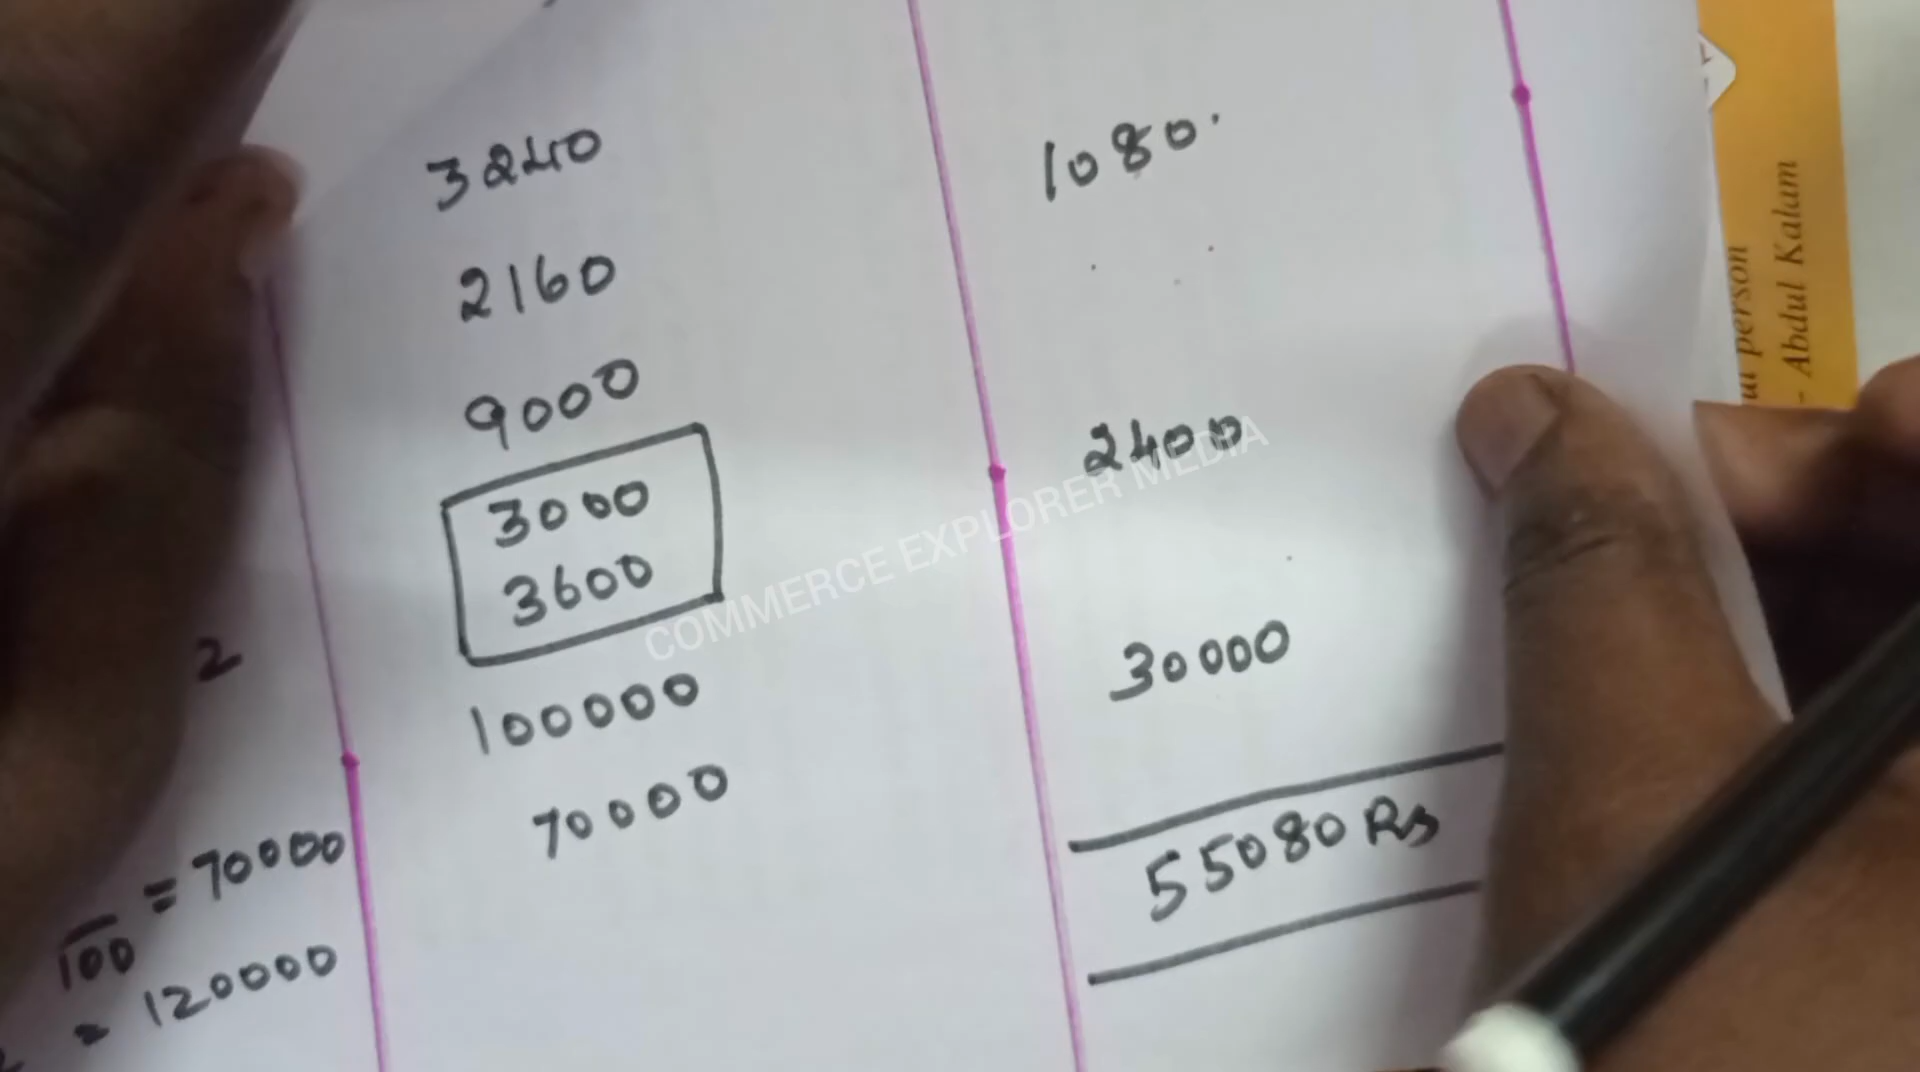 3240
1080
2160
9000
2400
3000
3600
30000
2
100000
70000
55080 Rs
100 = 70000
= 120000
COMMERCE EXPLORER MEDIA
person
- Abdul Kalam